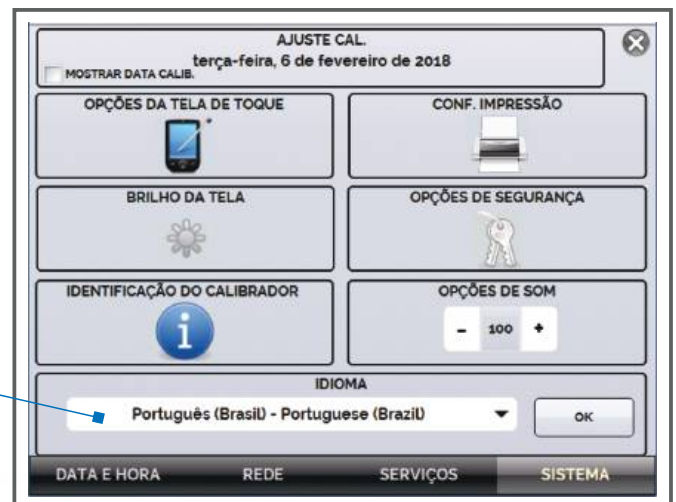 AJUSTE CAL.
terça-feira, 6 de fevereiro de 2018
MOSTRAR DATA CALIB.
OPÇÕES DA TELA DE TOQUE
CONF. IMPRESSÃO
BRILHO DA TELA
OPÇÕES DE SEGURANÇA
IDENTIFICAÇÃO DO CALIBRADOR
OPÇÕES DE SOM
i
- 100 +
IDIOMA
Português (Brasil) - Portuguese (Brazil)
OK
DATA E HORA REDE SERVIÇOS SISTEMA